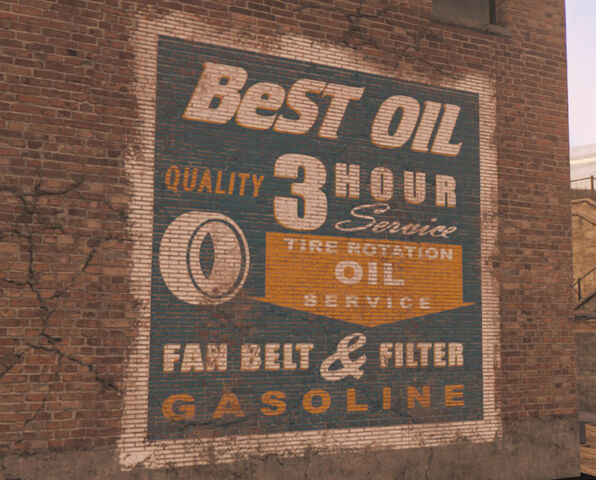 BeST OIL
QUALITY 3 HOUR
Service
TIRE ROTATION
OIL
SERVICE
FAN BELT & FILTER
GASOLINE